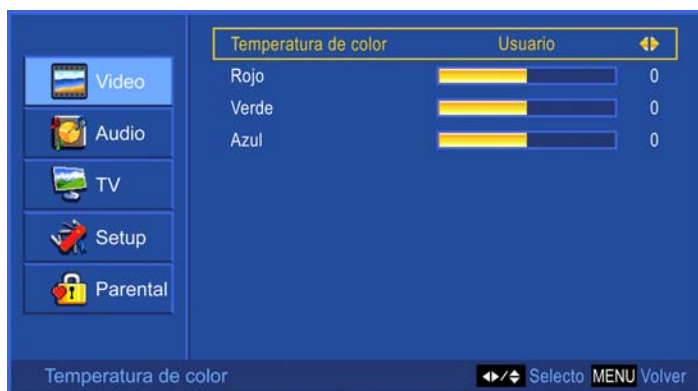 Temperatura de color Usuario
Video
Rojo 0
Verde 0
Audio
Azul 0
TV
Setup
Parental
Temperatura de color Selecto MENU Volver